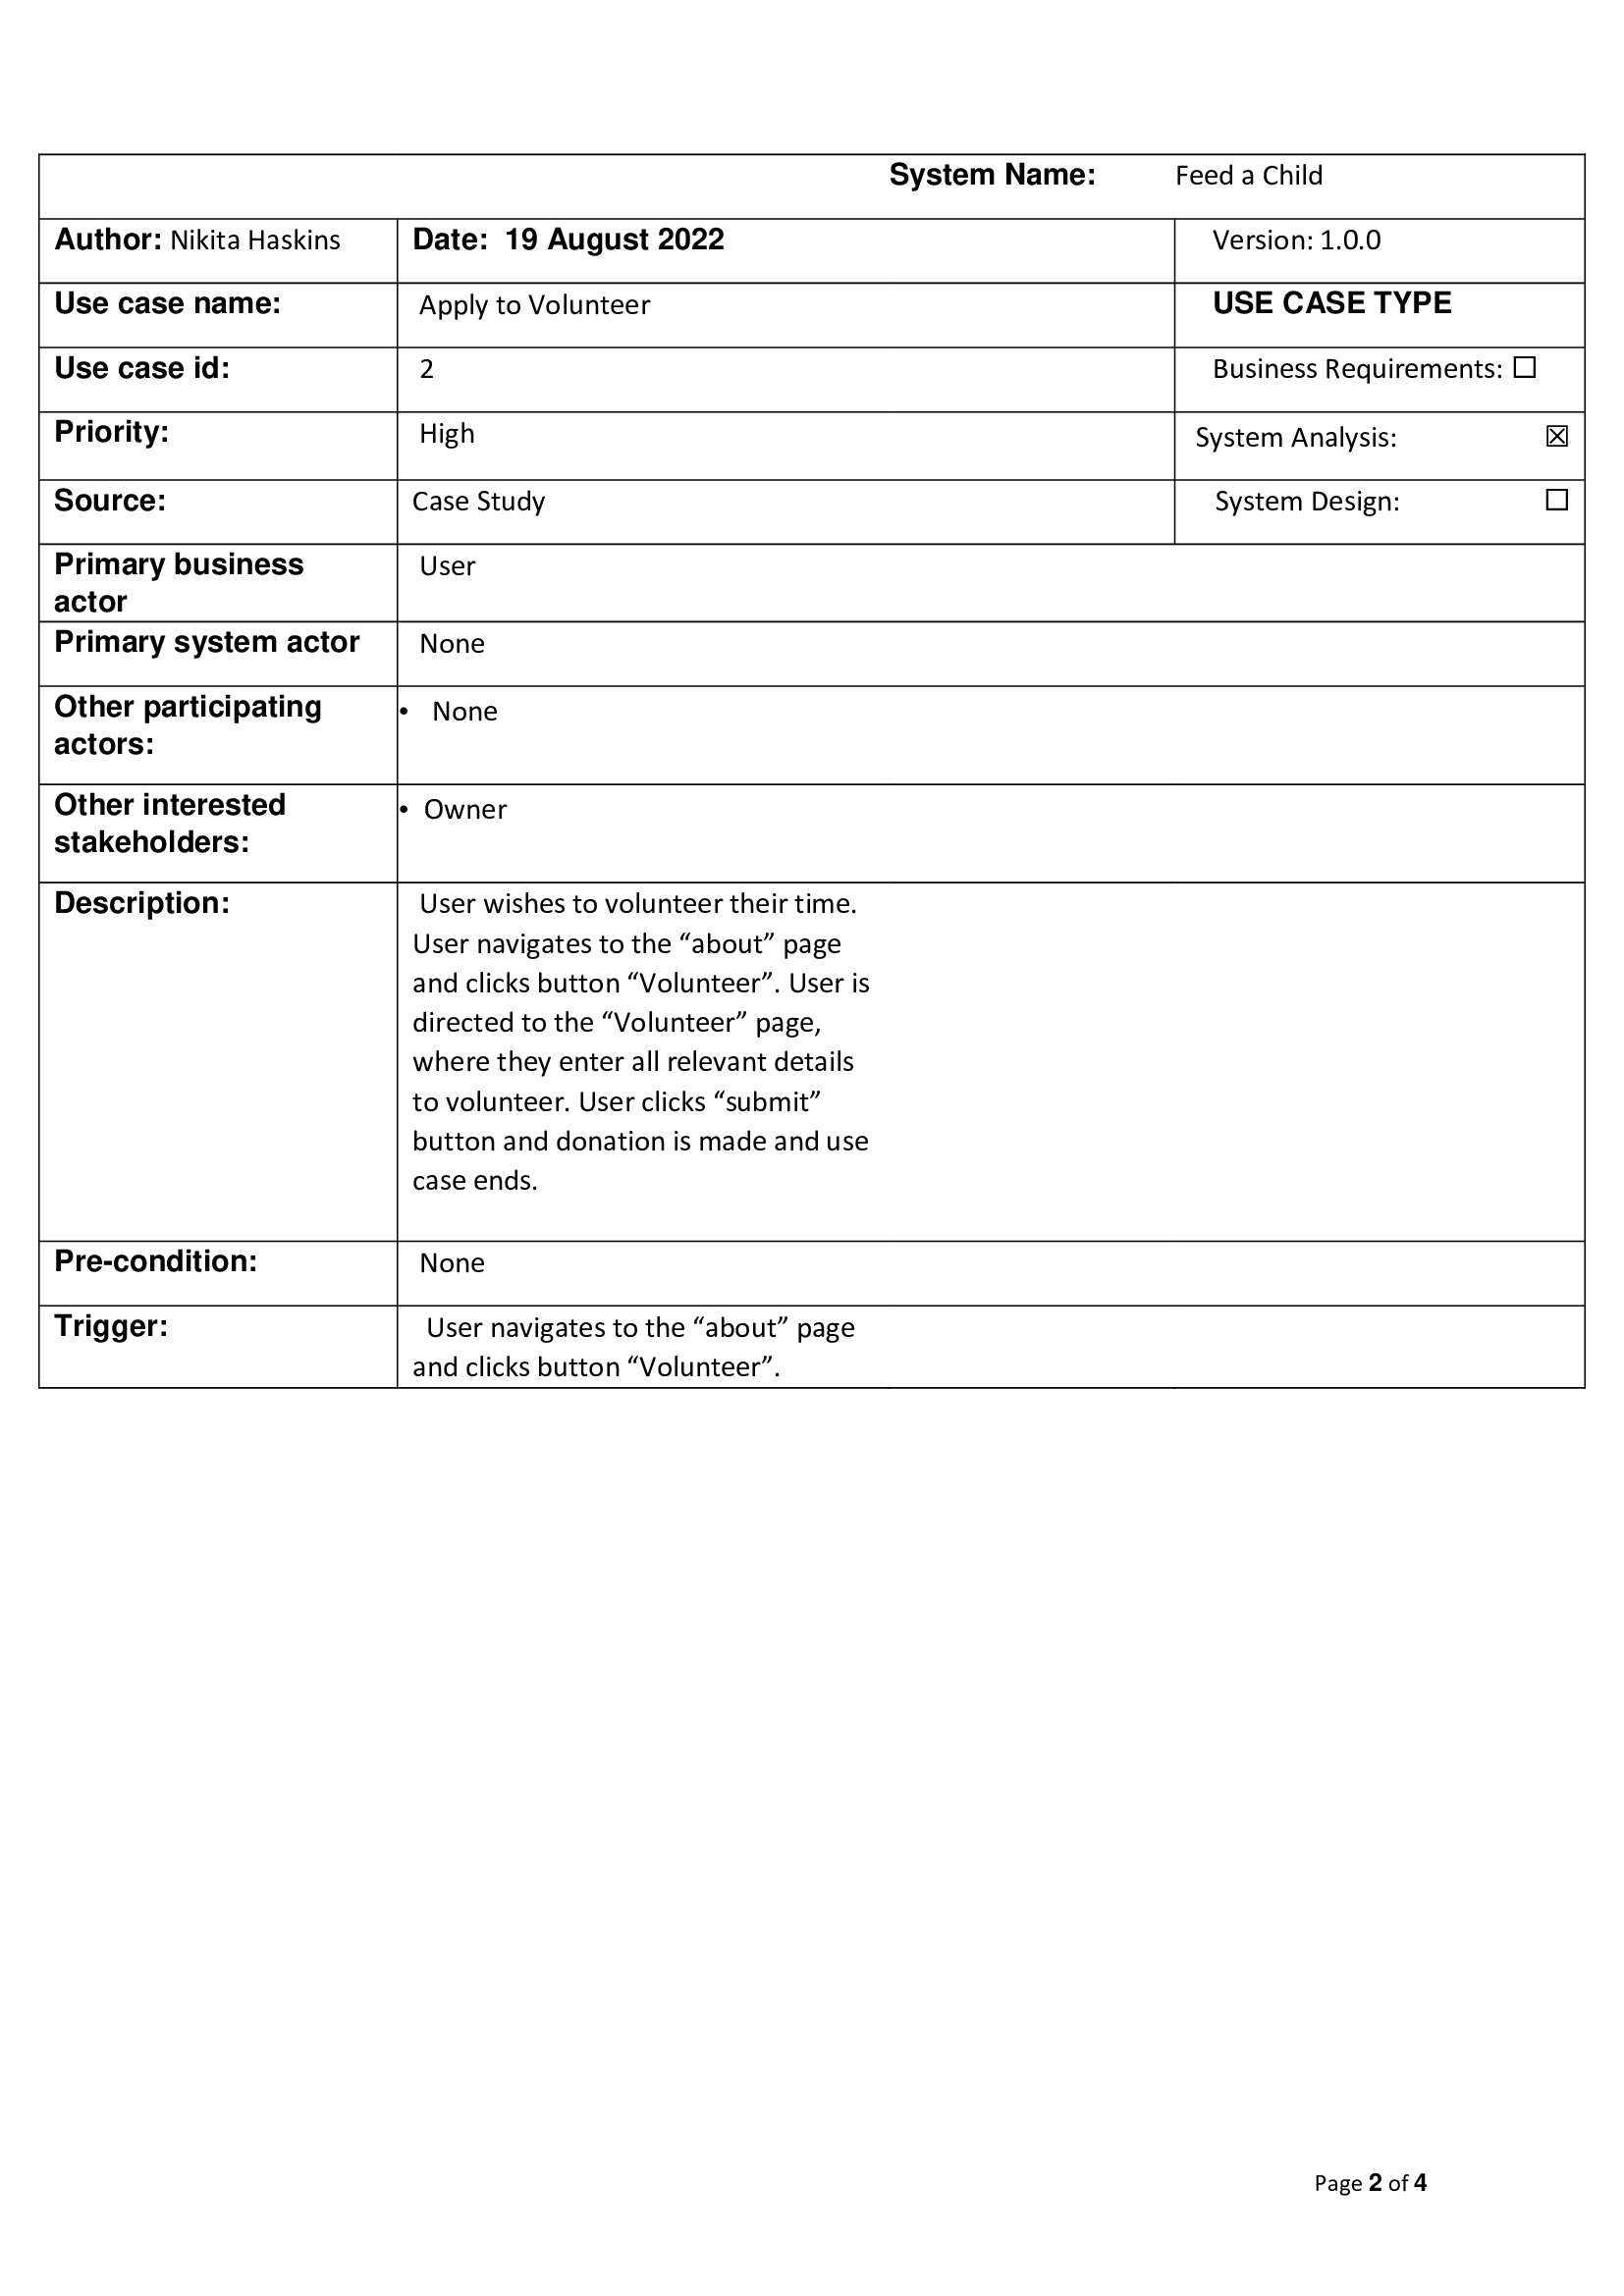 System Name: Feed a Child
Author: Nikita Haskins Date: 19 August 2022 Version: 1.0.0
Use case name: Apply to Volunteer USE CASE TYPE
Use case id: 2 Business Requirements: ☐
Priority: High System Analysis: ☒
Source: Case Study System Design: ☐
Primary business
actor
User
Primary system actor None
Other participating
actors:
• None
Other interested
stakeholders:
• Owner
Description: User wishes to volunteer their time.
User navigates to the “about” page
and clicks button “Volunteer”. User is
directed to the “Volunteer” page,
where they enter all relevant details
to volunteer. User clicks “submit”
button and donation is made and use
case ends.
Pre-condition: None
Trigger: User navigates to the “about” page
and clicks button “Volunteer”.
Page 2 of 4